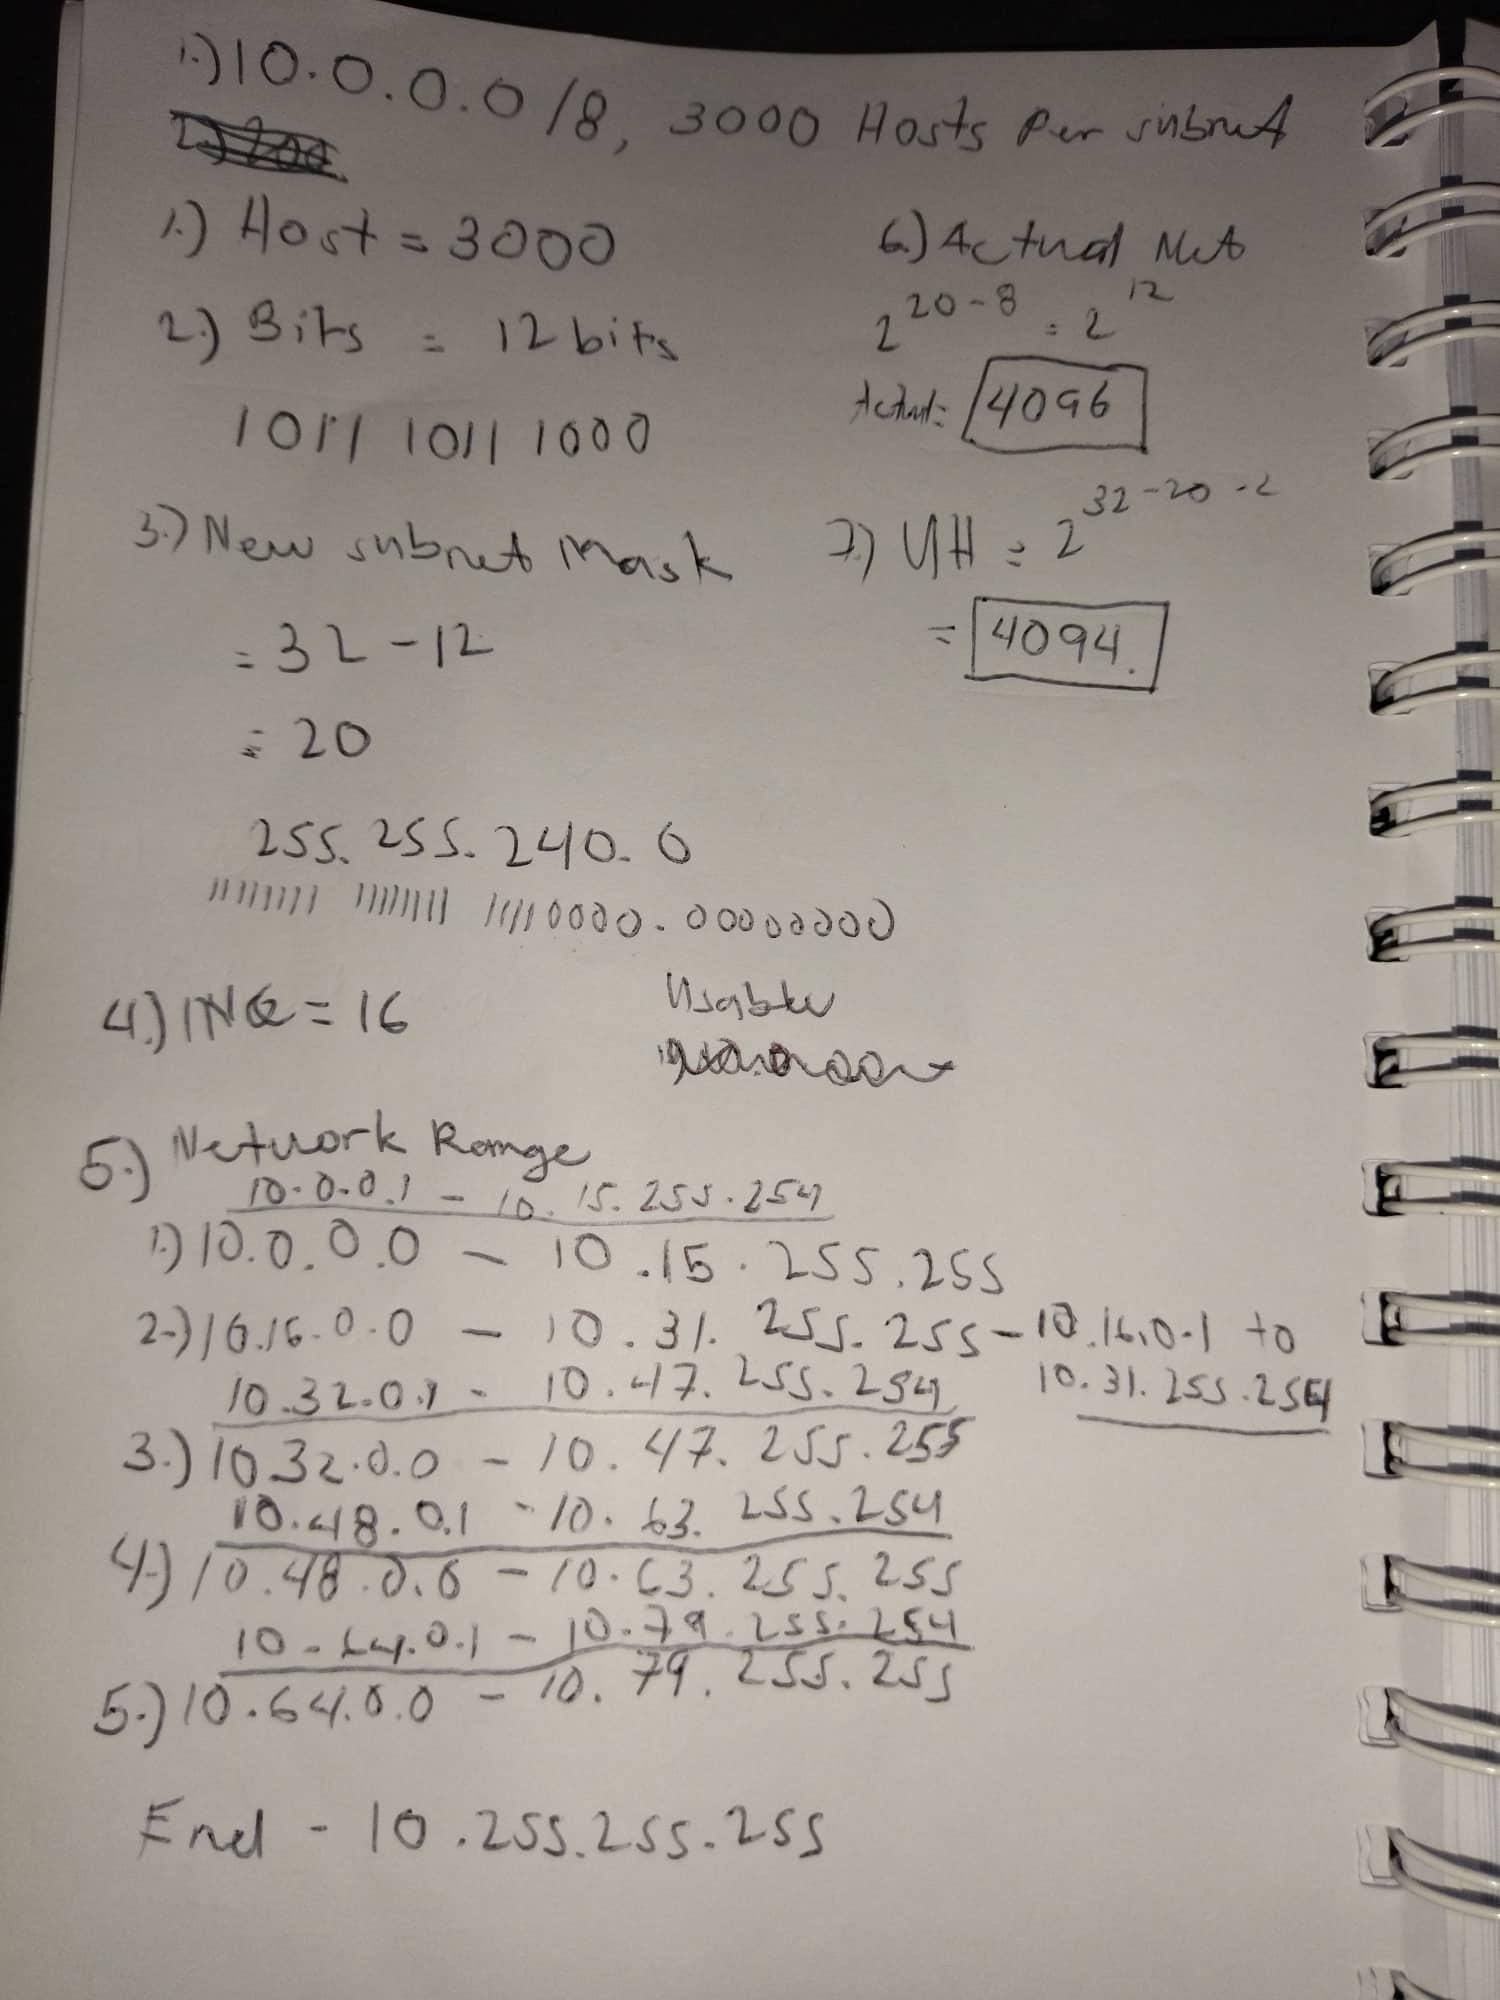 1.) 10.0.0.0/8, 3000 Hosts Per subnet
1.) Host = 3000
2.) Bits = 12 bits
1011 1011 1000
3.) New subnet Mask
= 32 - 12
= 20
255. 255. 240. 0
11111111 11111111 11110000.00000000
4.) INC = 16
Usable
5.) Network Range
10.0.0.1 - 10.15.255.254
1.) 10.0.0.0 - 10.15.255.255
2.) 10.16.0.0 - 10.31.255.255 - 10.16.0.1 to
10.31.255.254
10.32.0.1 - 10.47.255.254
3.) 10.32.0.0 - 10.47.255.255
10.48.0.1 - 10.63.255.254
4.) 10.48.0.0 - 10.63.255.255
10.64.0.1 - 10.79.255.254
5.) 10.64.0.0 - 10.79.255.255
End - 10.255.255.255
6.) Actual Net
2^20-8 = 2^12
Actual: 4096
7.) UH = 2^32-20-2
= 4094.